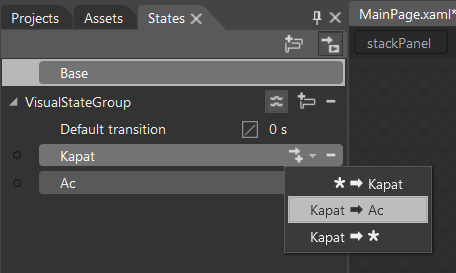 Projects Assets States MainPage.xaml*
stackPanel
Base
VisualStateGroup
Default transition 0 s
Kapat
Ac
* ➡ Kapat
Kapat ➡ Ac
Kapat ➡ *